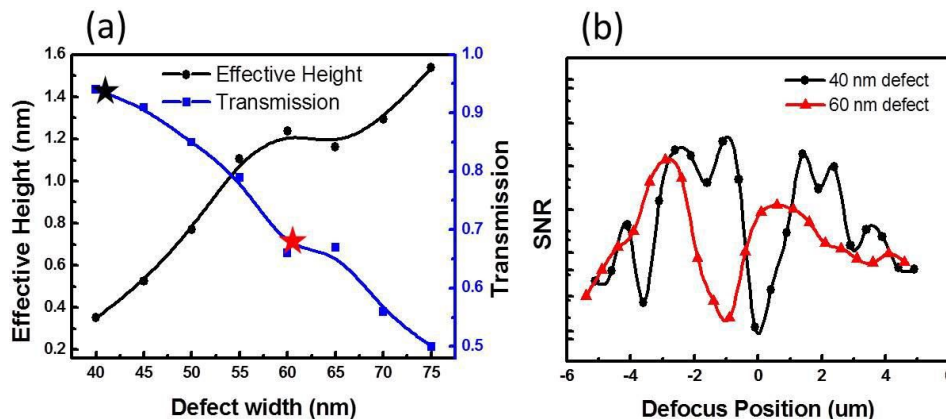 (a)
Effective Height (nm)
1.6
1.4
1.2
1.0
0.8
0.6
0.4
0.2
Effective Height
Transmission
1.0
0.9
0.8
0.7
0.6
0.5
Transmission
40 45 50 55 60 65 70 75
Defect width (nm)
(b)
SNR
40 nm defect
60 nm defect
-6 -4 -2 0 2 4 6
Defocus Position (um)